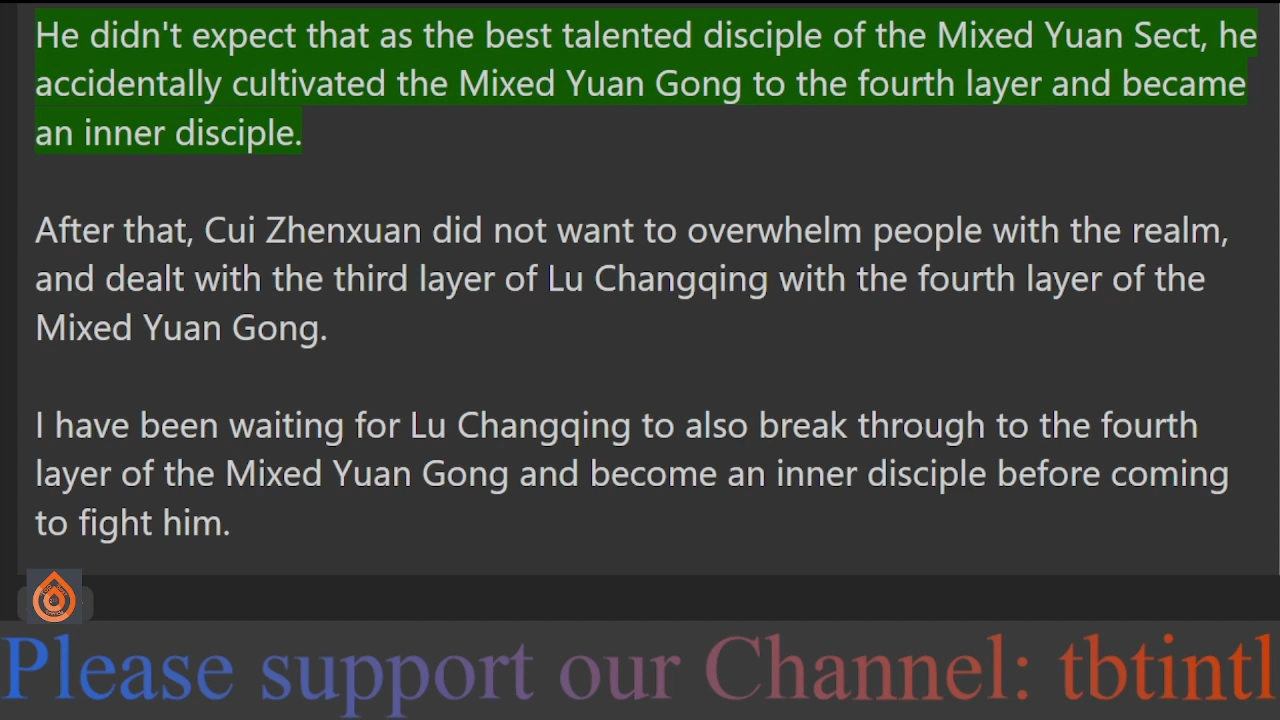 He didn't expect that as the best talented disciple of the Mixed Yuan Sect, he
accidentally cultivated the Mixed Yuan Gong to the fourth layer and became
an inner disciple.
After that, Cui Zhenxuan did not want to overwhelm people with the realm,
and dealt with the third layer of Lu Changqing with the fourth layer of the
Mixed Yuan Gong.
I have been waiting for Lu Changqing to also break through to the fourth
layer of the Mixed Yuan Gong and become an inner disciple before coming
to fight him.
Please support our Channel: tbtintl